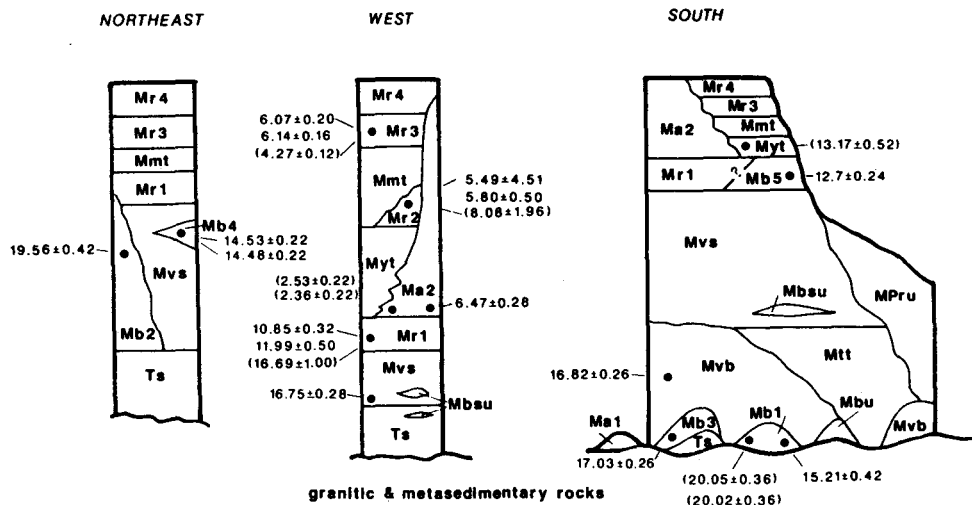 NORTHEAST
WEST
SOUTH
Mr4
Mr3
Mmt
Mr1
Mb4
19.56±0.42
14.53±0.22
14.48±0.22
Mvs
Mb2
Ts
Mr4
6.07±0.20
6.14±0.16
(4.27±0.12)
Mr3
Mmt
Mr2
5.49±4.51
5.80±0.50
(8.08±1.96)
Myt
(2.53±0.22)
(2.36±0.22)
Ma2
6.47±0.28
10.85±0.32
11.99±0.50
(16.69±1.00)
Mr1
Mvs
16.75±0.28
Mbsu
Ts
Mr4
Mr3
Ma2
Mmt
Myt
(13.17±0.52)
Mr1
?
Mb5
12.7±0.24
Mvs
Mbsu
MPru
Mvb
Mtt
16.82±0.26
Ma1
Mb3
Ts
Mb1
Mbu
Mvb
17.03±0.26
(20.05±0.36)
(20.02±0.36)
15.21±0.42
granitic & metasedimentary rocks